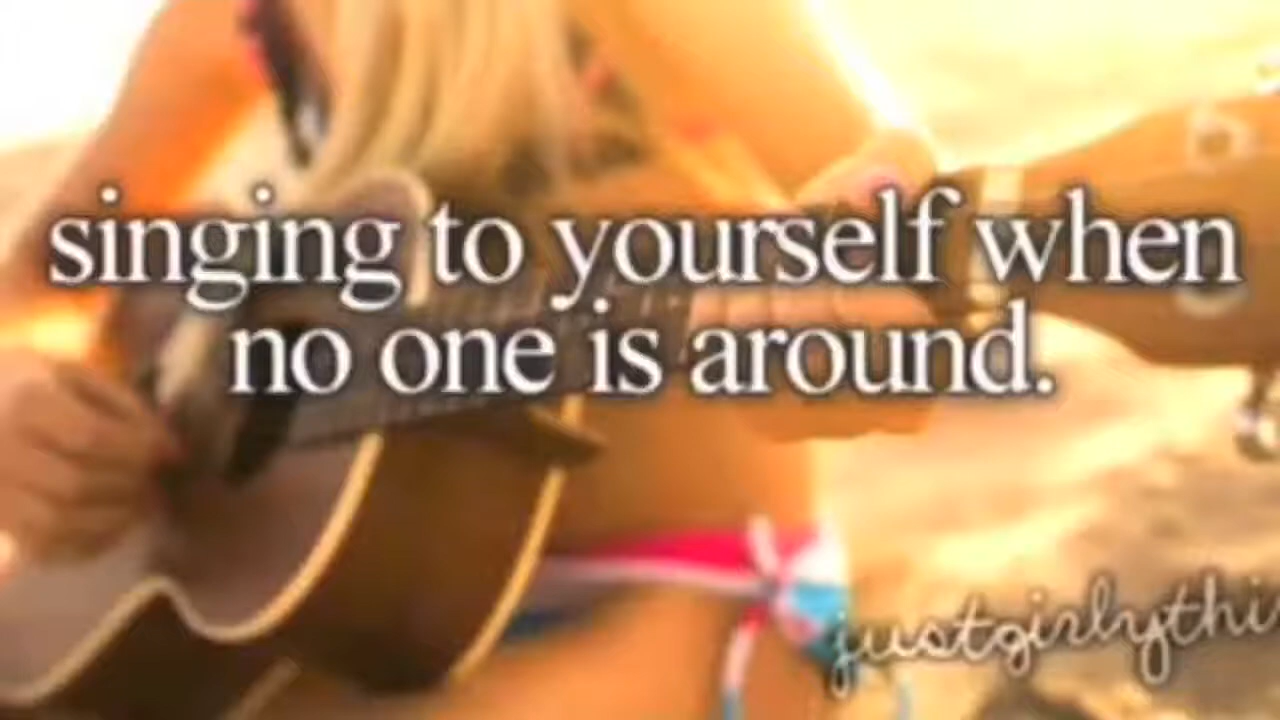 singing to yourself when
no one is around.
justgirlythi